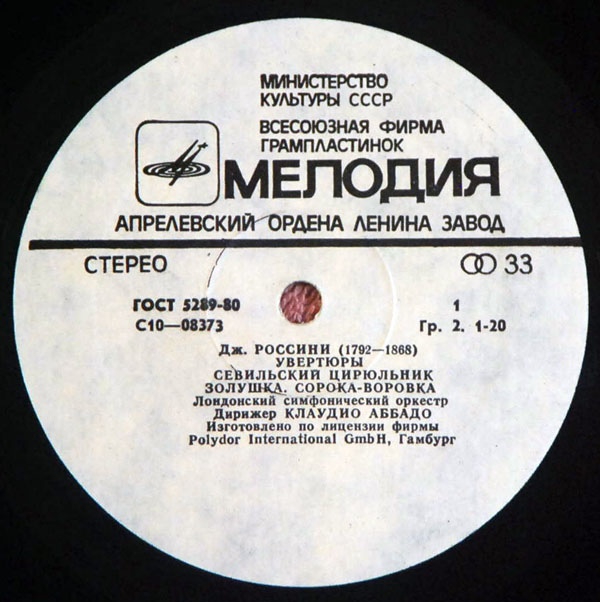 МИНИСТЕРСТВО
КУЛЬТУРЫ СССР
ВСЕСОЮЗНАЯ ФИРМА
ГРАМПЛАСТИНОК
МЕЛОДИЯ
АПРЕЛЕВСКИЙ ОРДЕНА ЛЕНИНА ЗАВОД
СТЕРЕО 33
ГОСТ 5289-80 1
С10—08373 Гр. 2. 1-20
Дж. РОССИНИ (1792—1868)
УВЕРТЮРЫ
СЕВИЛЬСКИЙ ЦИРЮЛЬНИК
ЗОЛУШКА. СОРОКА-ВОРОВКА
Лондонский симфонический оркестр
Дирижер КЛАУДИО АББАДО
Изготовлено по лицензии фирмы
Polydor International GmbH, Гамбург